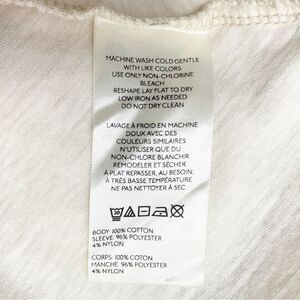 MACHINE WASH COLD GENTLE
WITH LIKE COLORS
USE ONLY NON-CHLORINE
BLEACH
RESHAPE LAY FLAT TO DRY
LOW IRON AS NEEDED
DO NOT DRY CLEAN
LAVAGE À FROID EN MACHINE
DOUX AVEC DES
COULEURS SIMILAIRES
N'UTILISER QUE DU
NON-CHLORE BLANCHIR
REMODELER ET SÉCHER
À PLAT REPASSER, AU BESOIN,
À TRÉS BASSE TEMPÉRATURE
NE PAS NETTOYER À SEC
30
BODY: 100% COTTON
SLEEVE: 96% POLYESTER
4% NYLON
CORPS: 100% COTON
MANCHE: 96% POLYESTER
4% NYLON